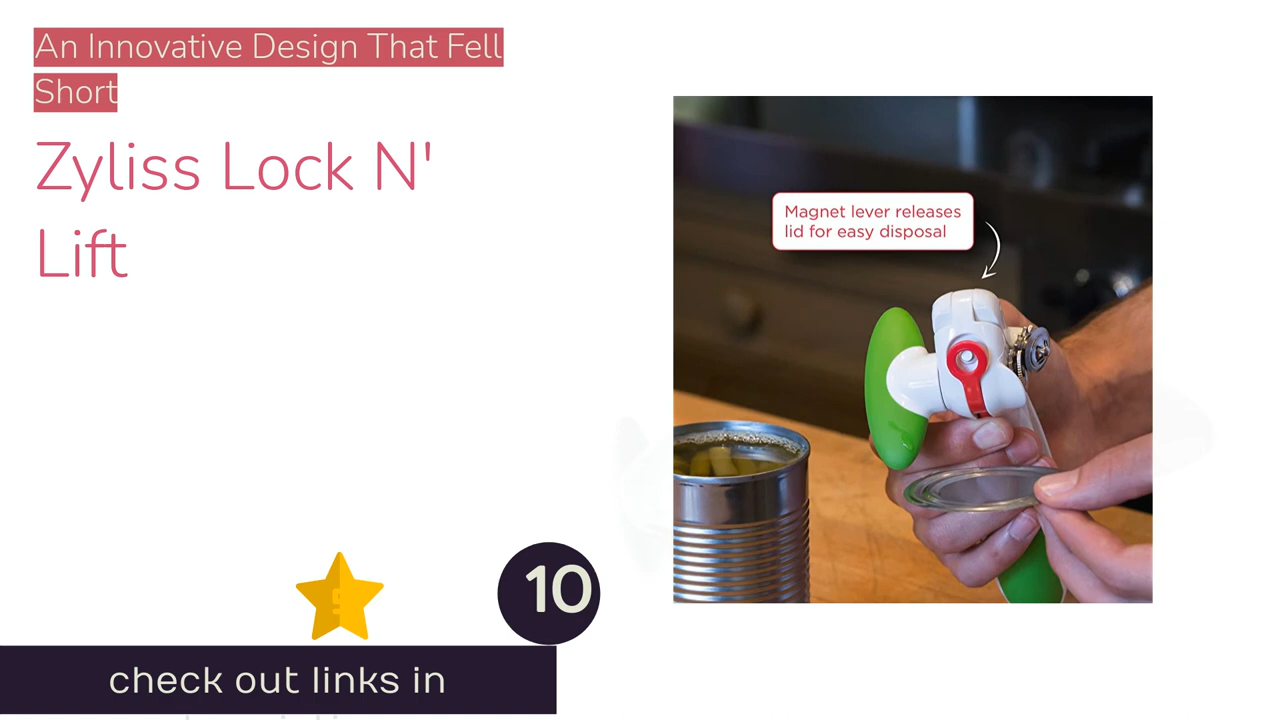 An Innovative Design That Fell
Short
Zyliss Lock N'
Lift
Magnet lever releases
lid for easy disposal
10
check out links in